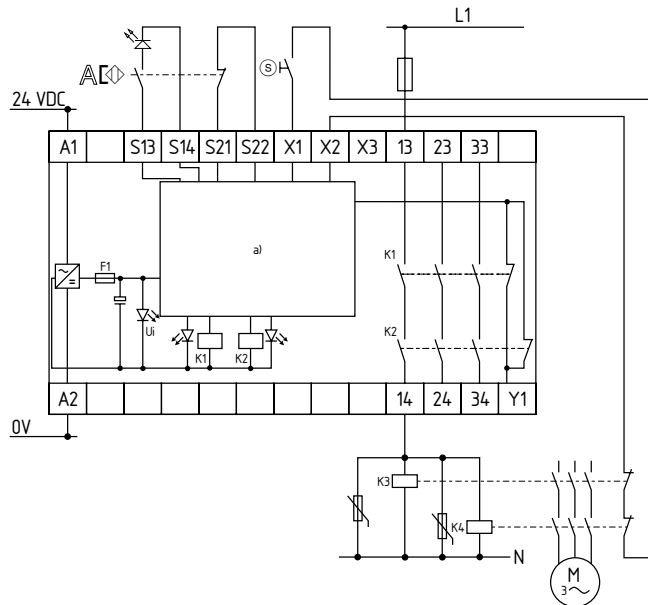 L1
S
A
24 VDC
A1 S13 S14 S21 S22 X1 X2 X3 13 23 33
a)
K1
F1
Ui
K1 K2
K2
A2 14 24 34 Y1
0V
K3
K4
N
M
3